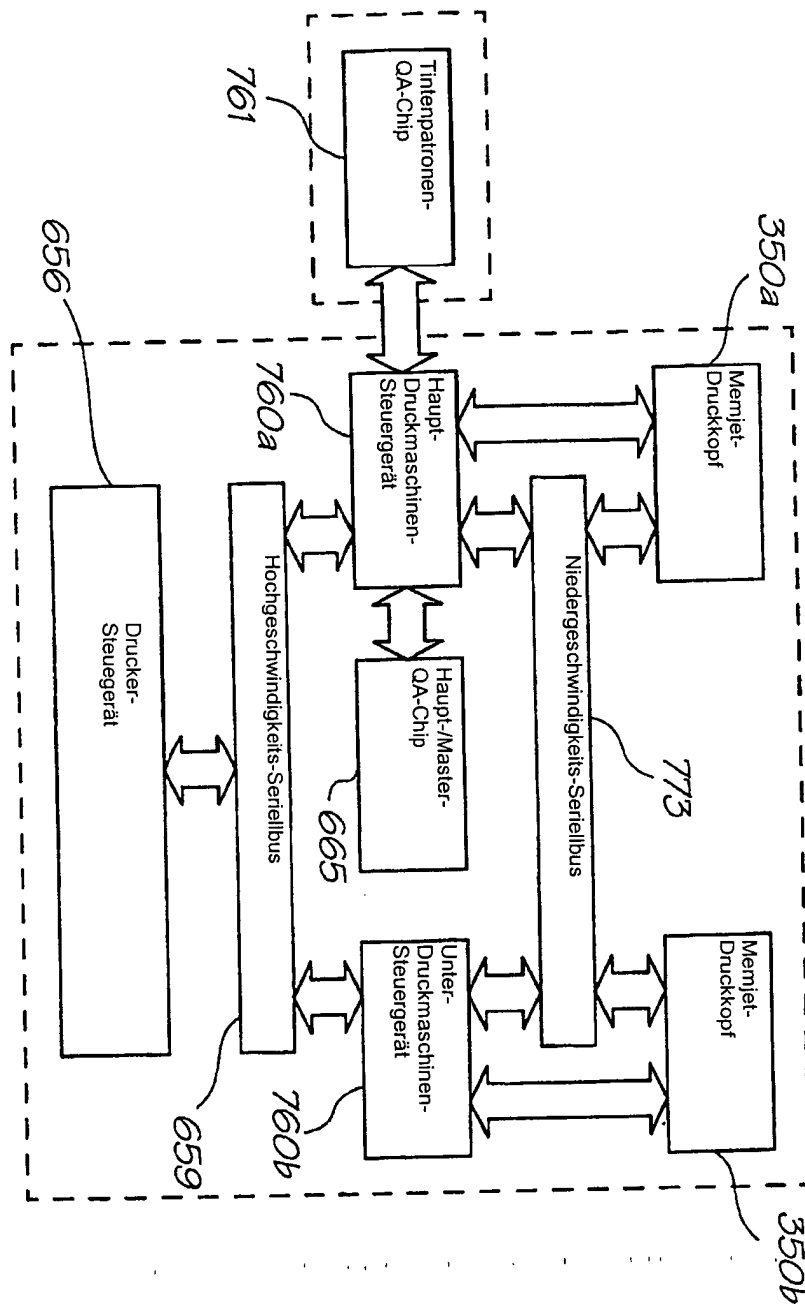 350a
350b
Memjet-
Druckkopf
Memjet-
Druckkopf
773
Niedergeschwindigkeits-Seriellbus
Tintenpatronen-
QA-Chip
761
Haupt-
Druckmaschinen-
Steuergerät
760a
Haupt-/Master-
QA-Chip
665
Unter-
Druckmaschinen-
Steuergerät
760b
Hochgeschwindigkeits-Seriellbus
659
Drucker-
Steuegerät
656